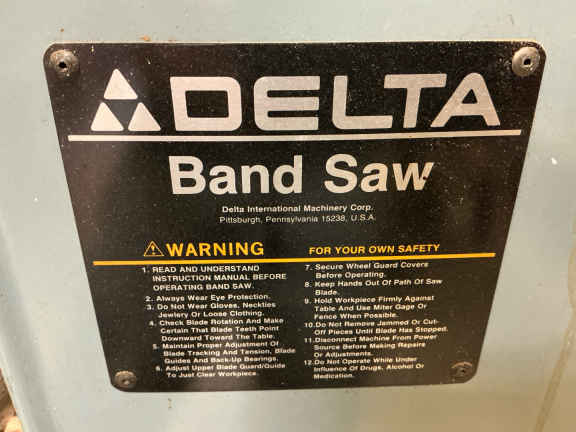 DELTA
Band Saw
Delta International Machinery Corp.
Pittsburgh, Pennsylvania 15238, U.S.A.
WARNING FOR YOUR OWN SAFETY
1. READ AND UNDERSTAND
INSTRUCTION MANUAL BEFORE
OPERATING BAND SAW.
2. Always Wear Eye Protection.
3. Do Not Wear Gloves, Neckties
Jewlery Or Loose Clothing.
4. Check Blade Rotation And Make
Certain That Blade Teeth Point
Downward Toward The Table.
5. Maintain Proper Adjustment Of
Blade Tracking And Tension, Blade
Guides And Back-Up Bearings.
6. Adjust Upper Blade Guard/Guide
To Just Clear Workpiece.
7. Secure Wheel Guard Covers
Before Operating.
8. Keep Hands Out Of Path Of Saw
Blade.
9. Hold Workpiece Firmly Against
Table And Use Miter Gage Or
Fence When Possible.
10. Do Not Remove Jammed Or Cut-
Off Pieces Until Blade Has Stopped.
11. Disconnect Machine From Power
Source Before Making Repairs
Or Adjustments.
12. Do Not Operate While Under
Influence Of Drugs, Alcohol Or
Medication.